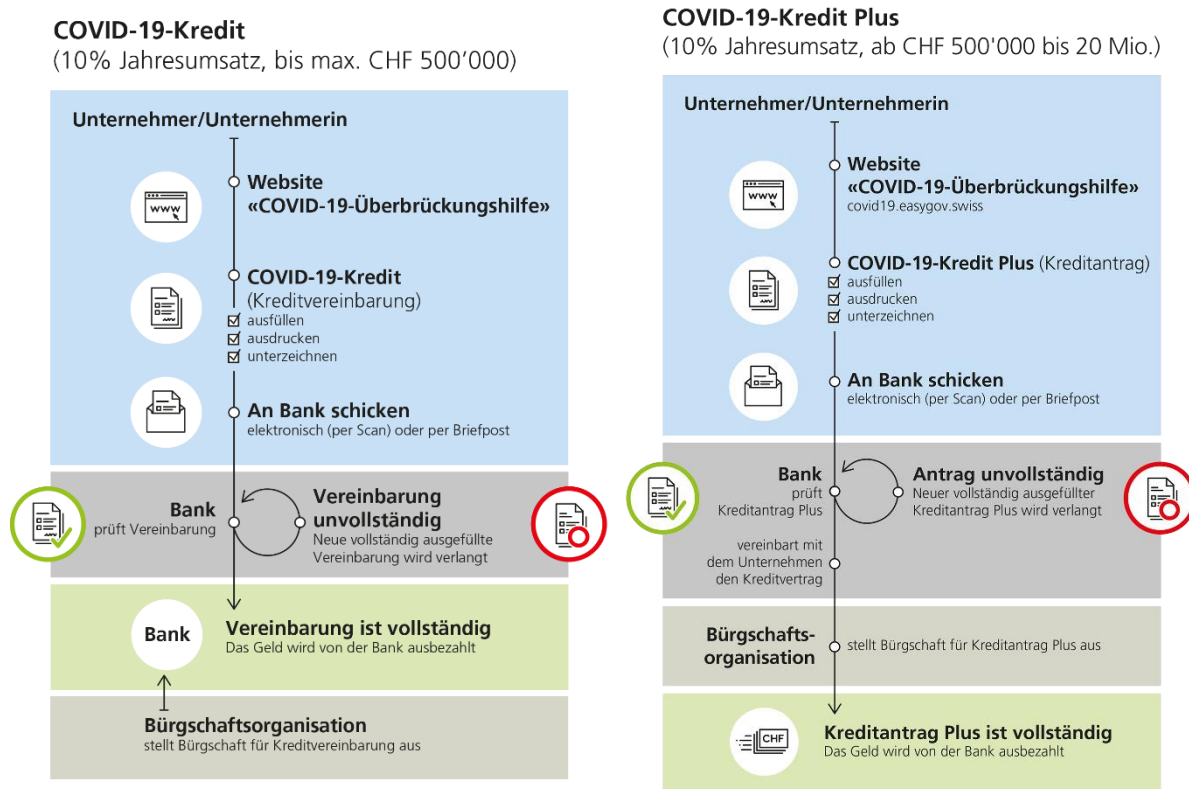 COVID-19-Kredit
(10% Jahresumsatz, bis max. CHF 500’000)
Unternehmer/Unternehmerin
www
Website
«COVID-19-Überbrückungshilfe»
COVID-19-Kredit
(Kreditvereinbarung)
ausfüllen
ausdrucken
unterzeichnen
An Bank schicken
elektronisch (per Scan) oder per Briefpost
Bank
prüft Vereinbarung
Vereinbarung
unvollständig
Neue vollständig ausgefüllte
Vereinbarung wird verlangt
Bank
Vereinbarung ist vollständig
Das Geld wird von der Bank ausbezahlt
Bürgschaftsorganisation
stellt Bürgschaft für Kreditvereinbarung aus
COVID-19-Kredit Plus
(10% Jahresumsatz, ab CHF 500'000 bis 20 Mio.)
Unternehmer/Unternehmerin
www
Website
«COVID-19-Überbrückungshilfe»
covid19.easygov.swiss
COVID-19-Kredit Plus (Kreditantrag)
ausfüllen
ausdrucken
unterzeichnen
An Bank schicken
elektronisch (per Scan) oder per Briefpost
Bank
prüft
Kreditantrag Plus
Antrag unvollständig
Neuer vollständig ausgefüllter
Kreditantrag Plus wird verlangt
vereinbart mit
dem Unternehmen
den Kreditvertrag
Bürgschafts-
organisation
stellt Bürgschaft für Kreditantrag Plus aus
CHF
Kreditantrag Plus ist vollständig
Das Geld wird von der Bank ausbezahlt